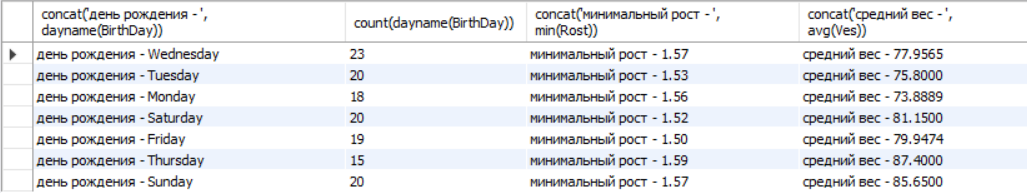 concat('день рождения - ', dayname(BirthDay)) count(dayname(BirthDay)) concat('минимальный рост - ', min(Rost)) concat('средний вес - ', avg(Ves))
день рождения - Wednesday 23 минимальный рост - 1.57 средний вес - 77.9565
день рождения - Tuesday 20 минимальный рост - 1.53 средний вес - 75.8000
день рождения - Monday 18 минимальный рост - 1.56 средний вес - 73.8889
день рождения - Saturday 20 минимальный рост - 1.52 средний вес - 81.1500
день рождения - Friday 19 минимальный рост - 1.50 средний вес - 79.9474
день рождения - Thursday 15 минимальный рост - 1.59 средний вес - 87.4000
день рождения - Sunday 20 минимальный рост - 1.57 средний вес - 85.6500